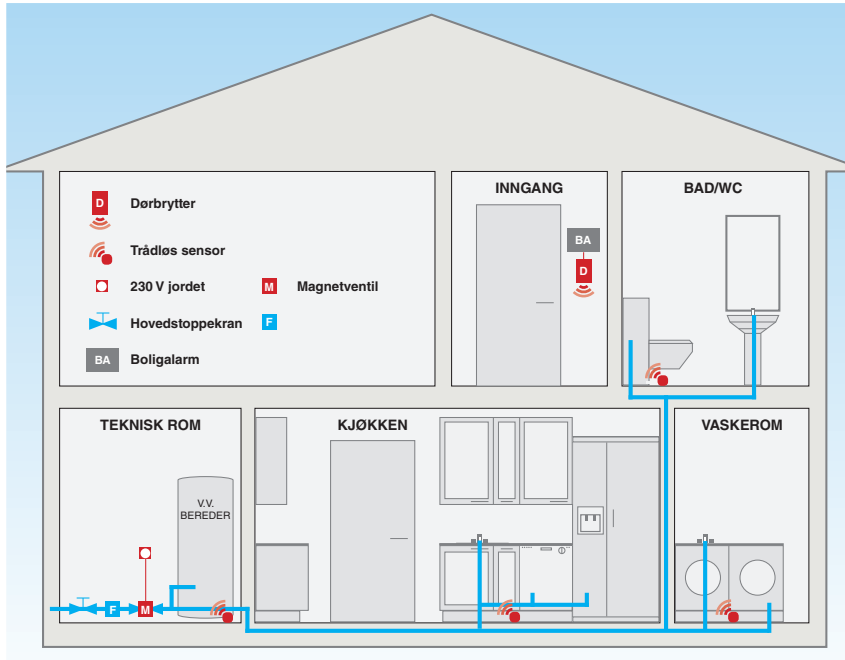 INNGANG
BAD/WC
D
Dørbrytter
Trådløs sensor
230 V jordet
M
Magnetventil
Hovedstoppekran
F
BA
Boligalarm
BA
D
TEKNISK ROM
KJØKKEN
VASKEROM
V.V.
BEREDER
F
M